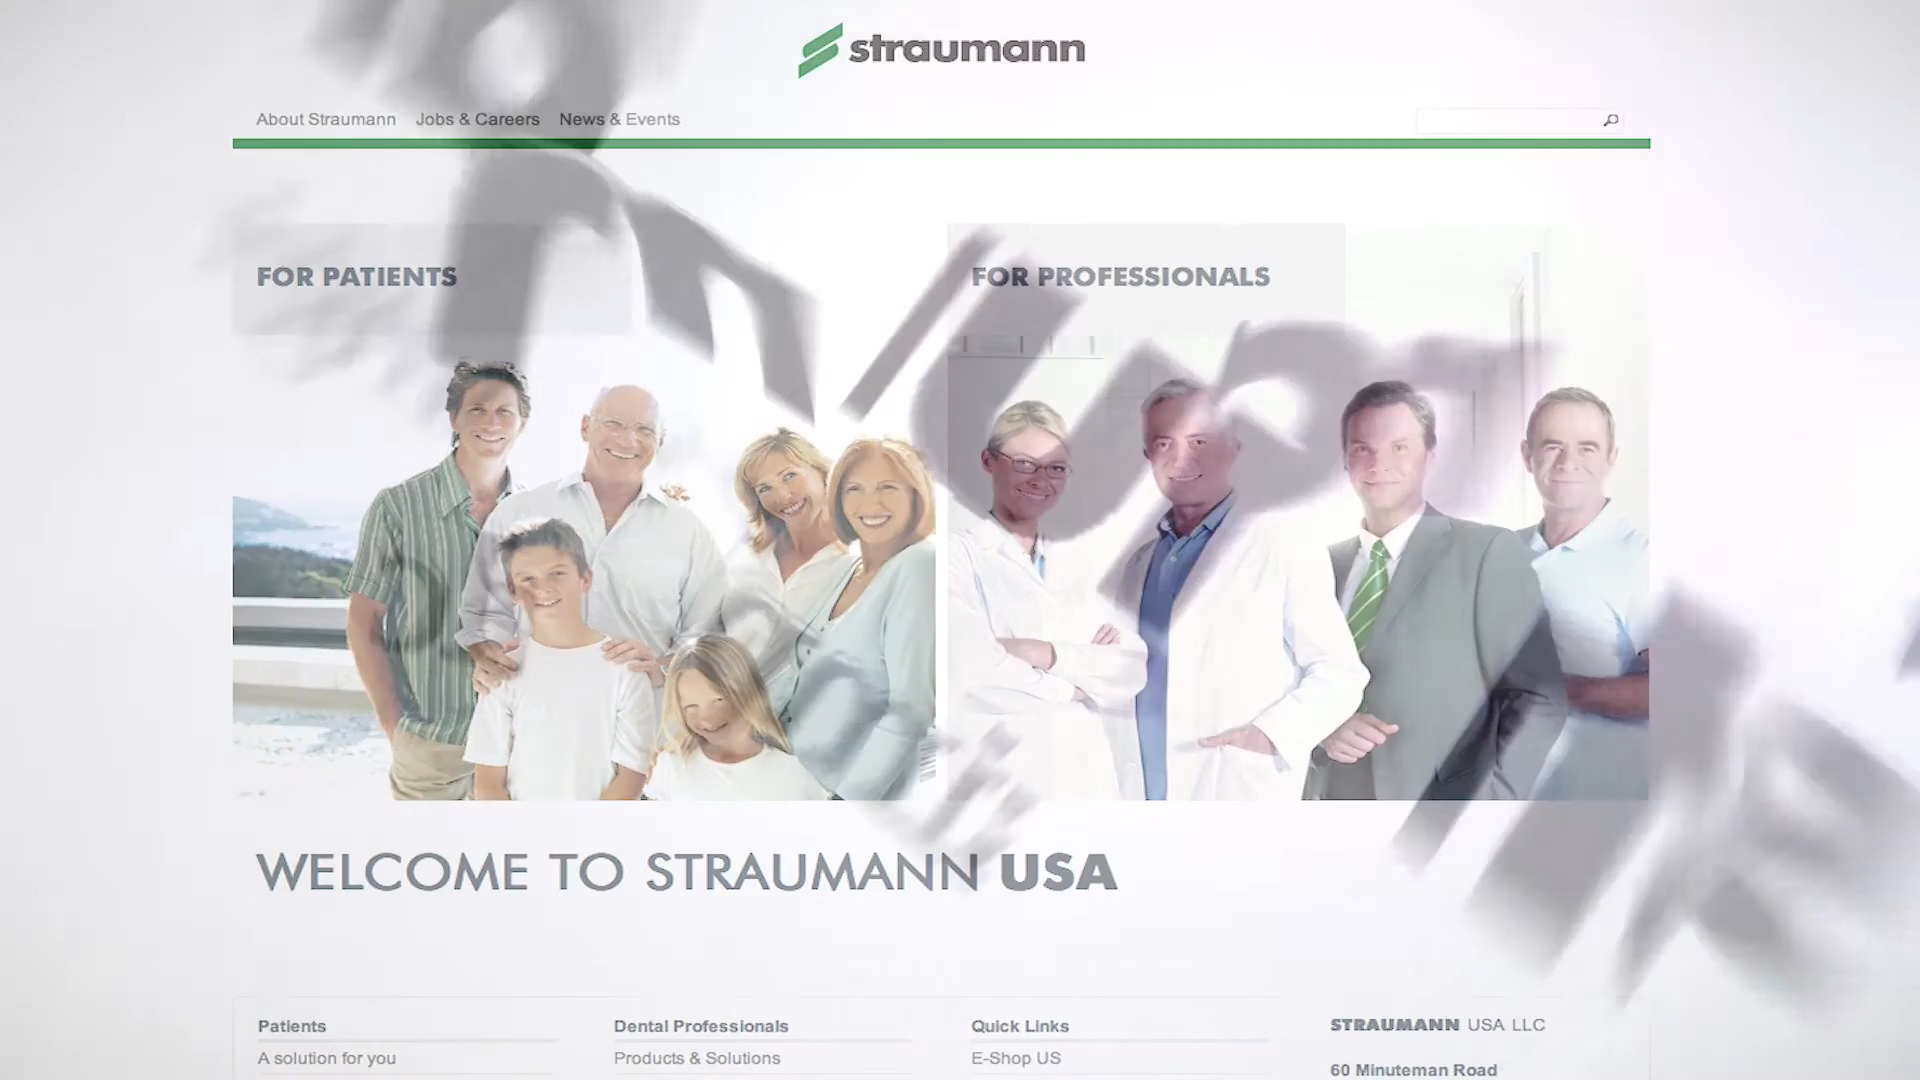 straumann
About Straumann Jobs & Careers News & Events
FOR PATIENTS
FOR PROFESSIONALS
WELCOME TO STRAUMANN USA
Patients
Dental Professionals
Quick Links
STRAUMANN USA LLC
A solution for you
Products & Solutions
E-Shop US
60 Minuteman Road